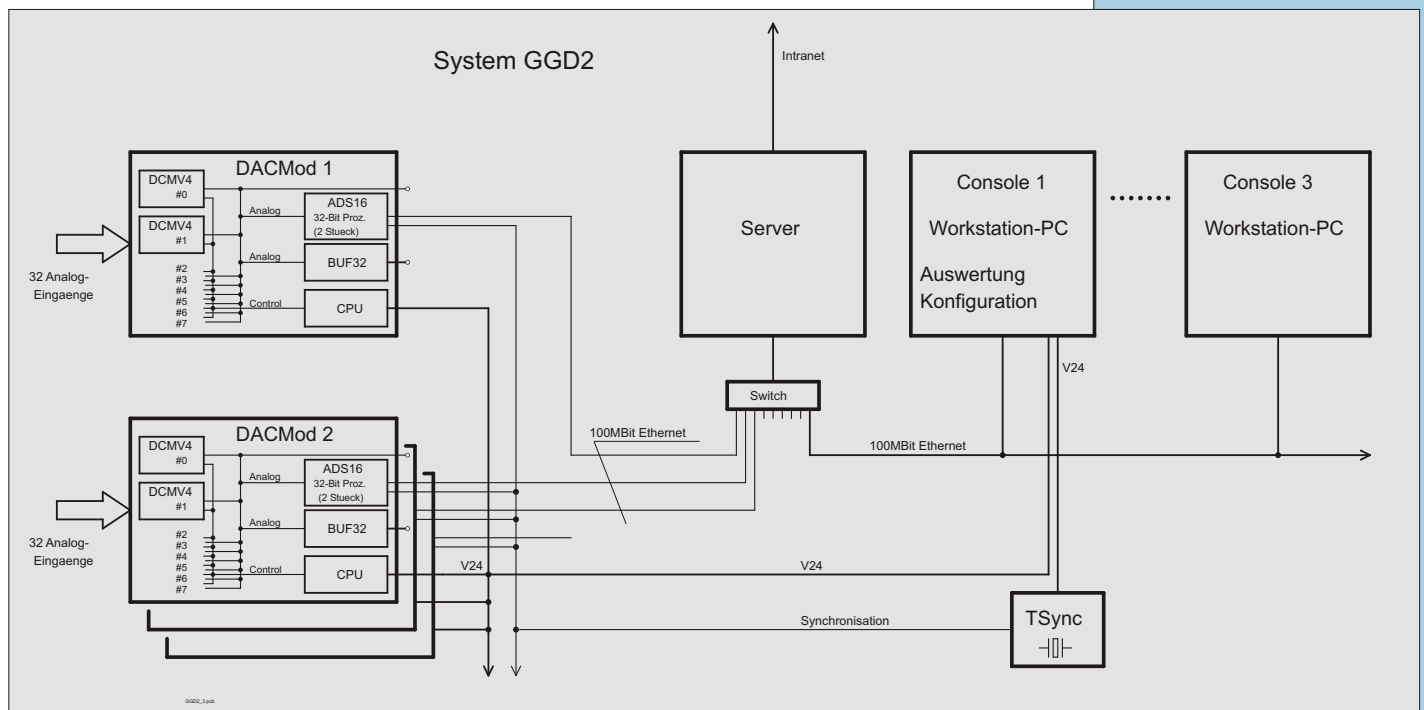 System GGD2
Intranet
DACMod 1
DCMV4
#0
DCMV4
#1
#2
#3
#4
#5
#6
#7
Analog
Analog
Control
ADS16
32-Bit Proz.
(2 Stueck)
BUF32
CPU
32 Analog-
Eingaenge
Server
Switch
Console 1
Workstation-PC
Auswertung
Konfiguration
Console 3
Workstation-PC
V24
100MBit Ethernet
100MBit Ethernet
DACMod 2
DCMV4
#0
DCMV4
#1
#2
#3
#4
#5
#6
#7
Analog
Analog
Control
ADS16
32-Bit Proz.
(2 Stueck)
BUF32
CPU
32 Analog-
Eingaenge
V24
V24
Synchronisation
TSync
GGD2_3.pcb